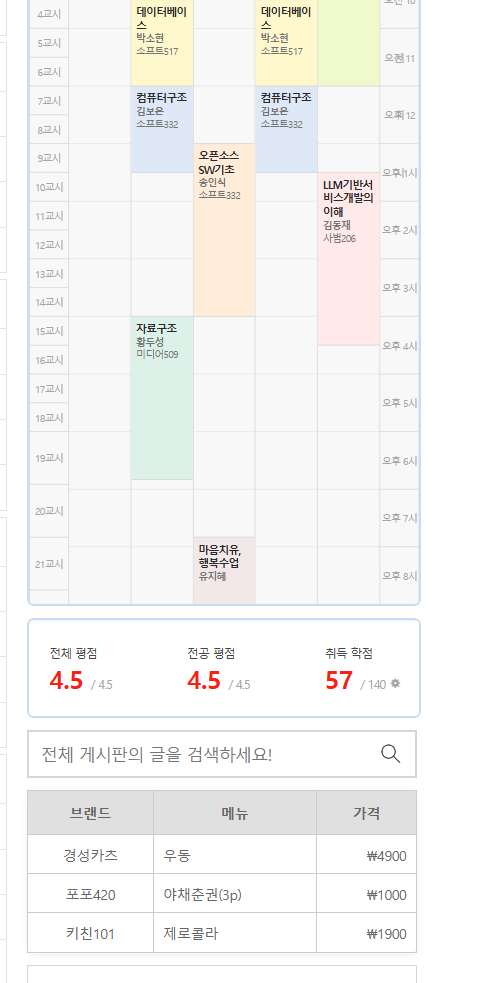 4교시
5교시
6교시
7교시
8교시
9교시
10교시
11교시
12교시
13교시
14교시
15교시
16교시
17교시
18교시
19교시
20교시
21교시
데이터베이
스
박소현
소프트517
컴퓨터구조
김보은
소프트332
자료구조
황두성
미디어509
오픈소스
SW기초
송인식
소프트332
마음치유,
행복수업
유지혜
데이터베이
스
박소현
소프트517
컴퓨터구조
김보은
소프트332
LLM기반서
비스개발의
이해
김동재
사범206
오전 10
오전 11
오후 12
오후 1시
오후 2시
오후 3시
오후 4시
오후 5시
오후 6시
오후 7시
오후 8시
전체 평점 전공 평점 취득 학점
4.5 / 4.5 4.5 / 4.5 57 / 140
전체 게시판의 글을 검색하세요!
브랜드 메뉴 가격
경성카츠 우동 ₩4900
포포420 야채춘권(3p) ₩1000
키친101 제로콜라 ₩1900